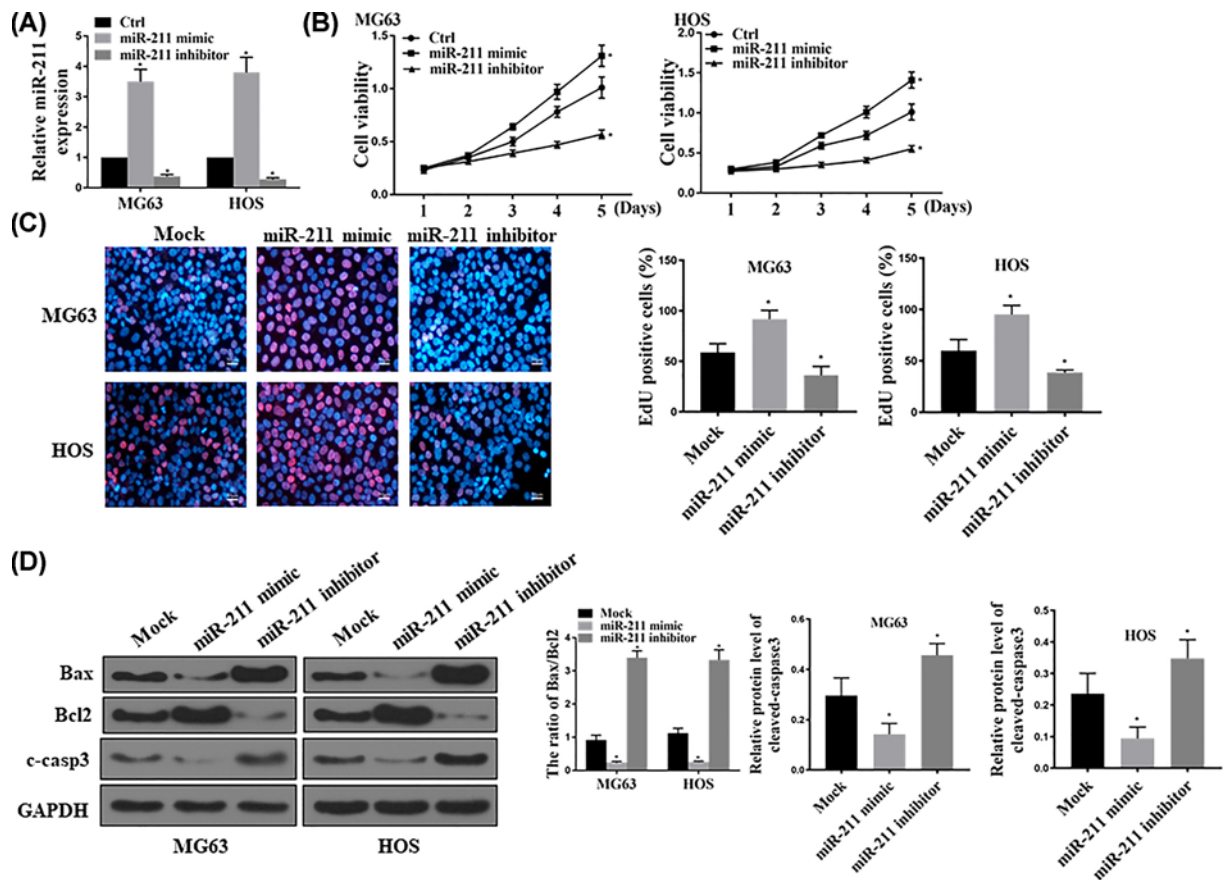 (A)
Ctrl
miR-211 mimic
miR-211 inhibitor
Relative miR-211
expression
5
4
3
2
1
0
*
*
*
*
MG63
HOS
(B)
MG63
Ctrl
miR-211 mimic
miR-211 inhibitor
Cell viability
1.5
1.0
0.5
0.0
*
*
1 2 3 4 5 (Days)
HOS
Ctrl
miR-211 mimic
miR-211 inhibitor
Cell viability
2.0
1.5
1.0
0.5
0.0
*
*
1 2 3 4 5 (Days)
(C)
Mock miR-211 mimic miR-211 inhibitor
MG63
HOS
EdU positive cells (%)
150
100
50
0
MG63
*
*
Mock
miR-211 mimic
miR-211 inhibitor
EdU positive cells (%)
150
100
50
0
HOS
*
*
Mock
miR-211 mimic
miR-211 inhibitor
(D)
Mock
miR-211 mimic
miR-211 inhibitor
Mock
miR-211 mimic
miR-211 inhibitor
Bax
Bcl2
c-casp3
GAPDH
MG63
HOS
Mock
miR-211 mimic
miR-211 inhibitor
The ratio of Bax/Bcl2
4
3
2
1
0
*
*
*
*
MG63
HOS
Relative protein level of
cleaved-caspase3
0.6
0.4
0.2
0.0
MG63
*
*
Mock
miR-211 mimic
miR-211 inhibitor
Relative protein level of
cleaved-caspase3
0.5
0.4
0.3
0.2
0.1
0.0
HOS
*
*
Mock
miR-211 mimic
miR-211 inhibitor